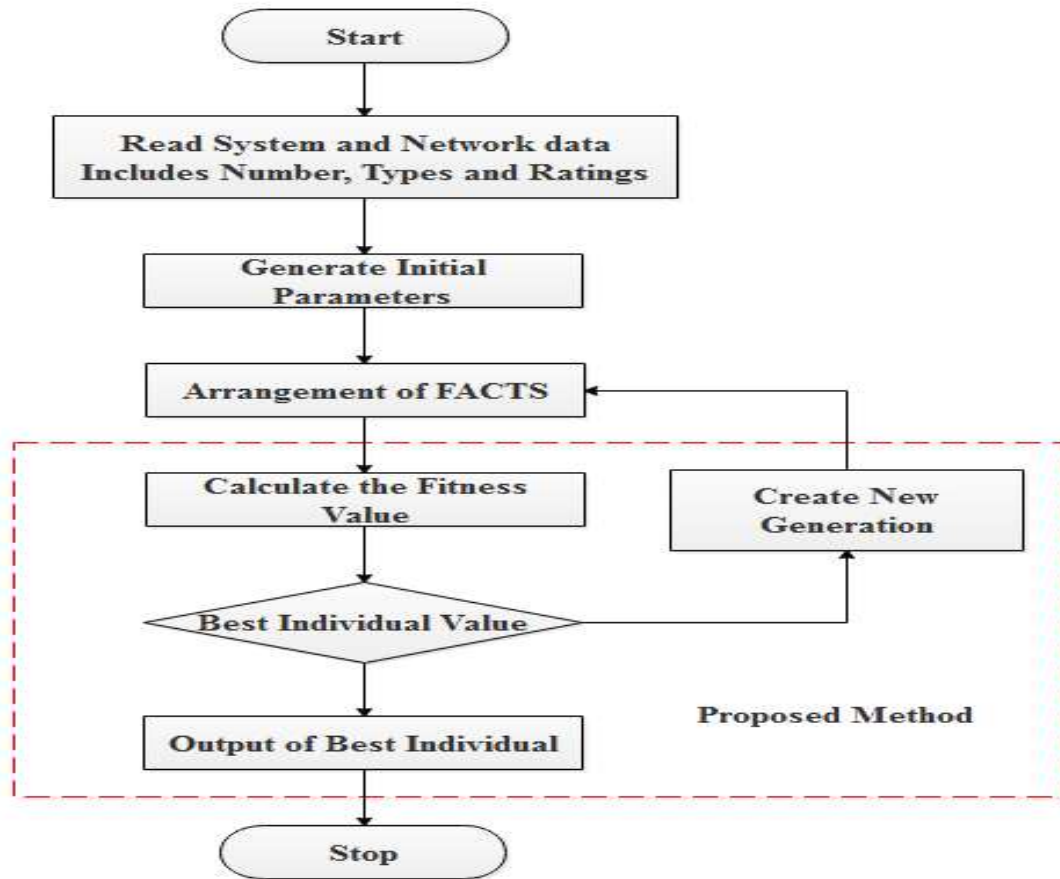 Start
Read System and Network data
Includes Number, Types and Ratings
Generate Initial
Parameters
Arrangement of FACTS
Calculate the Fitness
Value
Create New
Generation
Best Individual Value
Proposed Method
Output of Best Individual
Stop